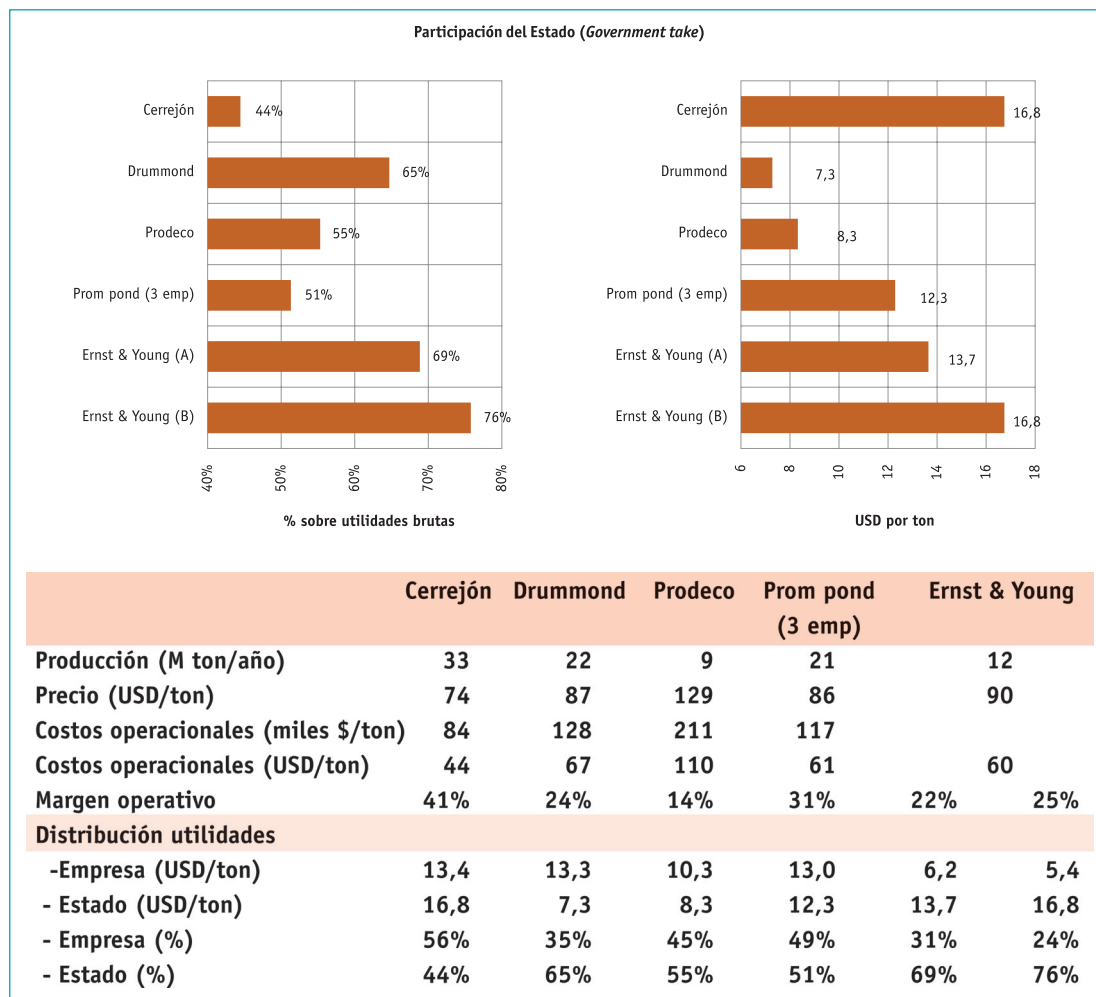 Participación del Estado (Government take)
Cerrejón 44%
Drummond 65%
Prodeco 55%
Prom pond (3 emp) 51%
Ernst & Young (A) 69%
Ernst & Young (B) 76%
40% 50% 60% 70% 80%
% sobre utilidades brutas
Cerrejón 16,8
Drummond 7,3
Prodeco 8,3
Prom pond (3 emp) 12,3
Ernst & Young (A) 13,7
Ernst & Young (B) 16,8
6 8 10 12 14 16 18
USD por ton
Cerrejón Drummond Prodeco Prom pond Ernst & Young
(3 emp)
Producción (M ton/año) 33 22 9 21 12
Precio (USD/ton) 74 87 129 86 90
Costos operacionales (miles $/ton) 84 128 211 117
Costos operacionales (USD/ton) 44 67 110 61 60
Margen operativo 41% 24% 14% 31% 22% 25%
Distribución utilidades
-Empresa (USD/ton) 13,4 13,3 10,3 13,0 6,2 5,4
- Estado (USD/ton) 16,8 7,3 8,3 12,3 13,7 16,8
- Empresa (%) 56% 35% 45% 49% 31% 24%
- Estado (%) 44% 65% 55% 51% 69% 76%